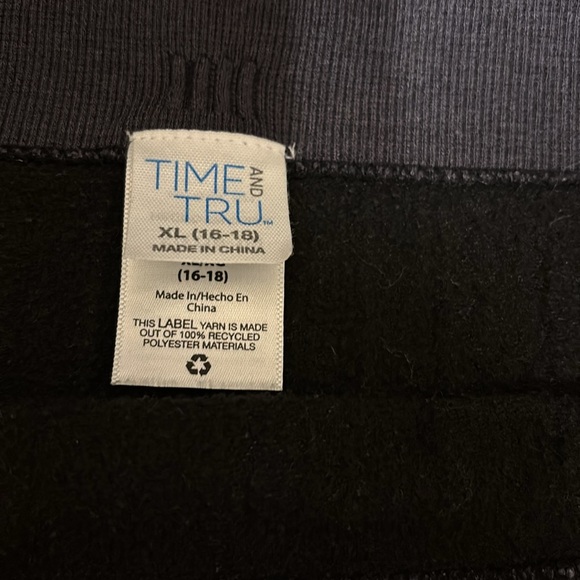 TIME AND
TRU™
XL (16-18)
MADE IN CHINA
(16-18)
Made In/Hecho En
China
THIS LABEL YARN IS MADE
OUT OF 100% RECYCLED
POLYESTER MATERIALS